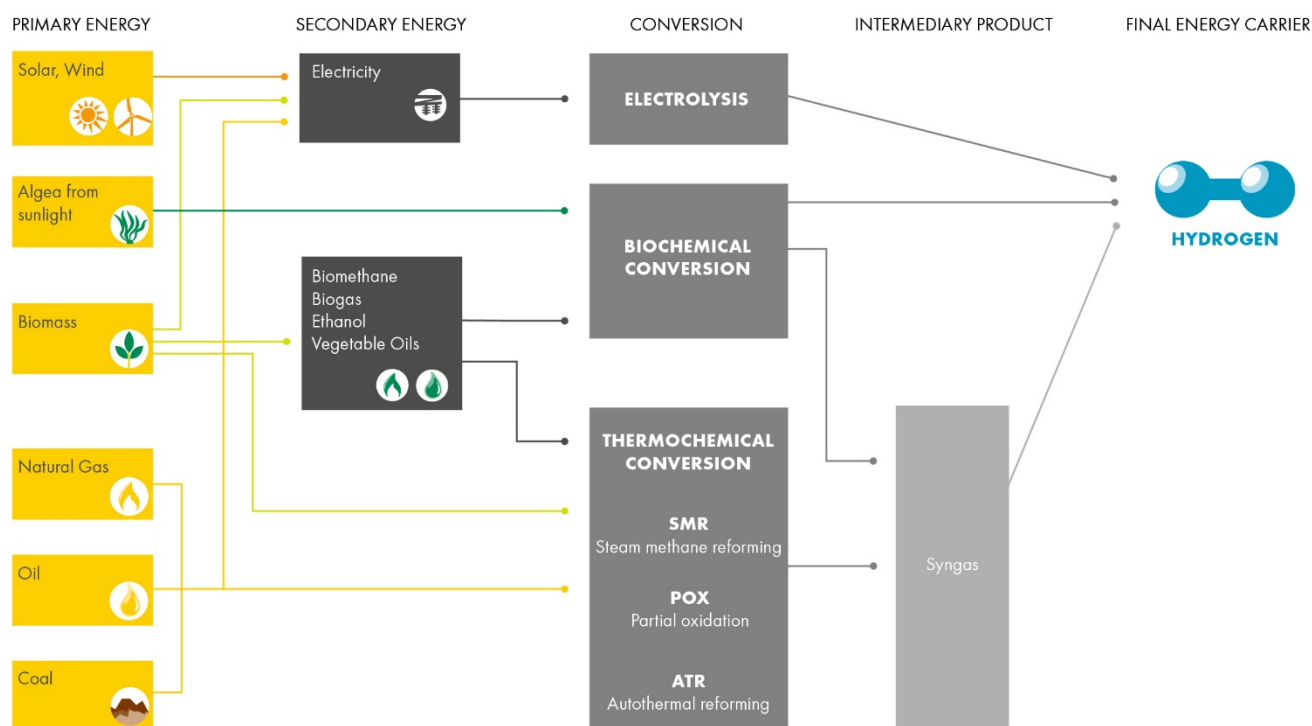 PRIMARY ENERGY
SECONDARY ENERGY
CONVERSION
INTERMEDIARY PRODUCT
FINAL ENERGY CARRIER
Solar, Wind
Electricity
ELECTROLYSIS
Algea from
sunlight
BIOCHEMICAL
CONVERSION
HYDROGEN
Biomethane
Biogas
Ethanol
Vegetable Oils
Biomass
THERMOCHEMICAL
CONVERSION
Natural Gas
SMR
Steam methane reforming
Syngas
Oil
POX
Partial oxidation
Coal
ATR
Autothermal reforming